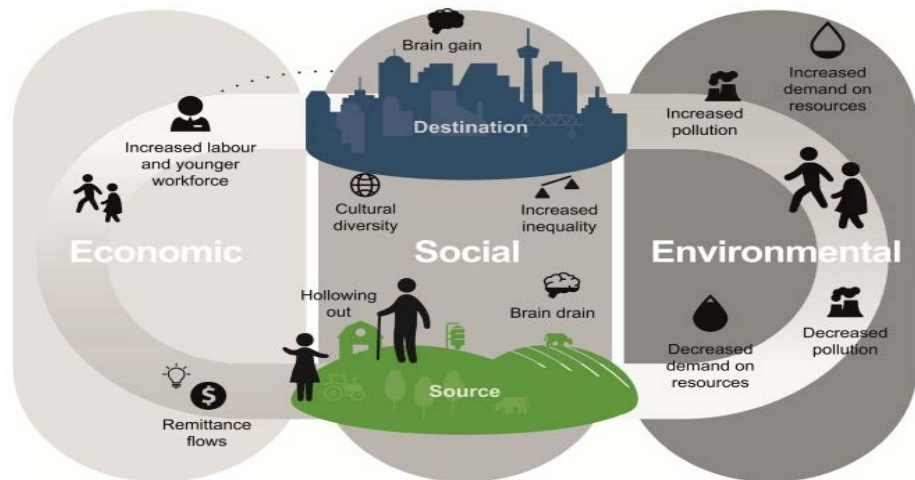 Brain gain
Increased
demand on
resources
Increased
pollution
Destination
Increased labour
and younger
workforce
Cultural
diversity
Increased
inequality
Economic
Social
Environmental
Hollowing
out
Brain drain
Decreased
demand on
resources
Decreased
pollution
Source
$
Remittance
flows